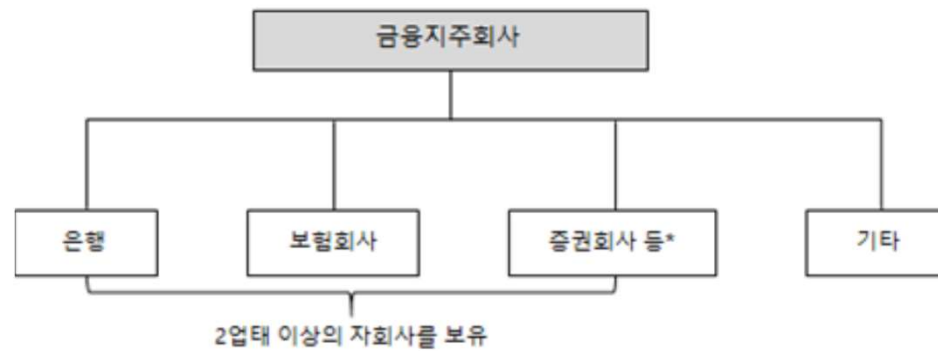 금융지주회사
은행
보험회사
증권회사 등*
기타
2업태 이상의 자회사를 보유